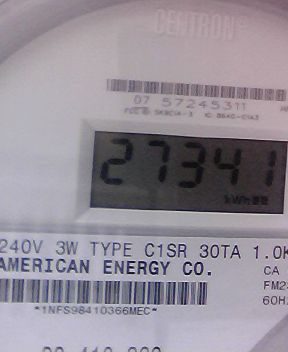 CENTRON®
07 57245311
27341
kWh
240V 3W TYPE C1SR 30TA 1.0K
AMERICAN ENERGY CO.
CA
FM2
*1NFS98410366MEC*
60H